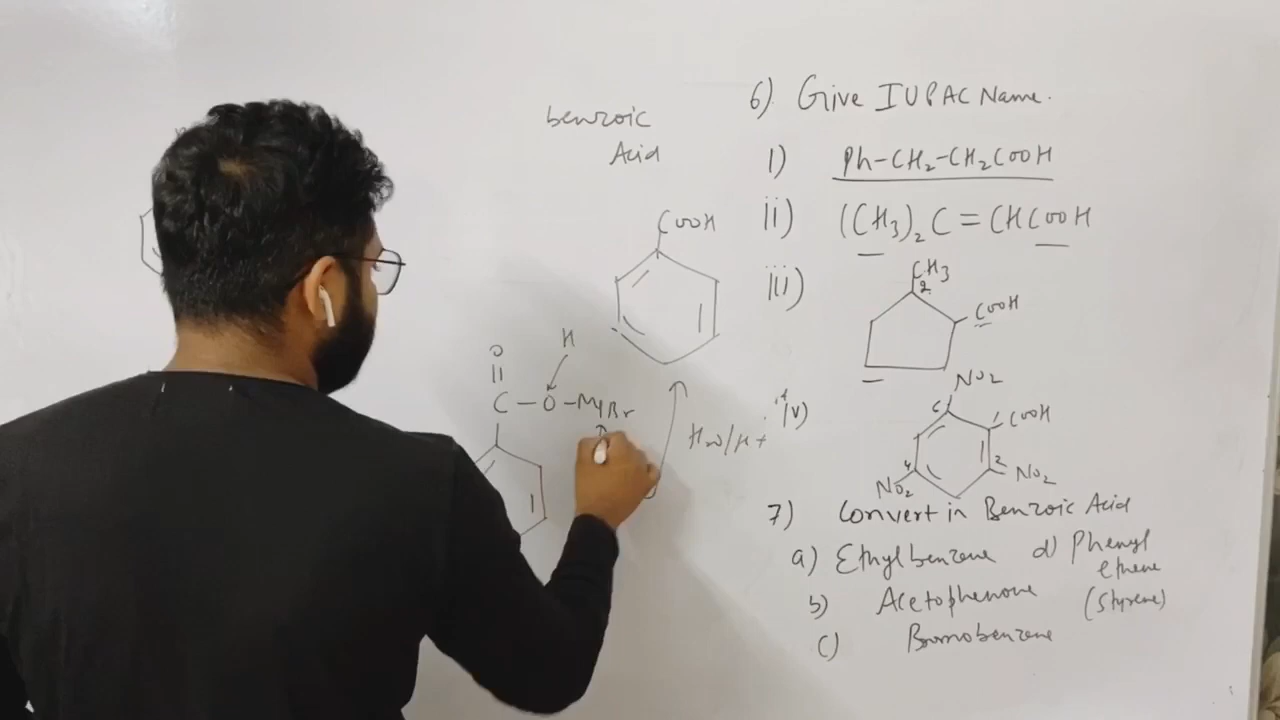 benzoic
Acid
COOH
O
H
C - O - MgBr
H2O/H+
6) Give IUPAC Name.
i) Ph-CH2-CH2COOH
ii) (CH3)2 C = CHCOOH
iii)
CH3
2
COOH
iv)
NO2
6
1
COOH
4
2
NO2
NO2
7) Convert in Benzoic Acid
a) Ethylbenzene d) Phenyl
ethene
b) Acetophenone (Styrene)
c) Bromobenzene